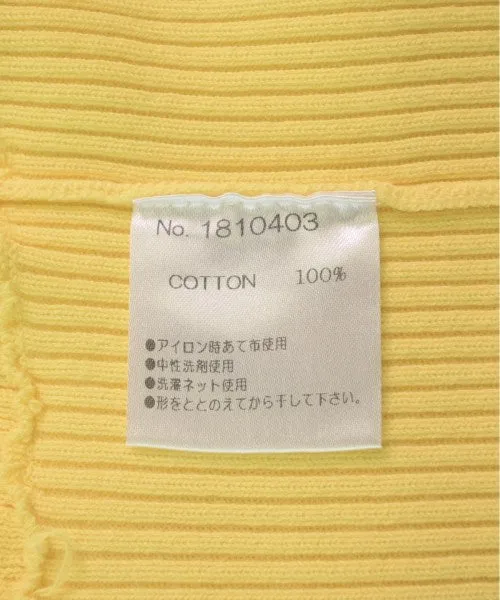 No. 1810403
COTTON 100%
●アイロン時あて布使用
●中性洗剤使用
●洗濯ネット使用
●形をととのえてから干して下さい。